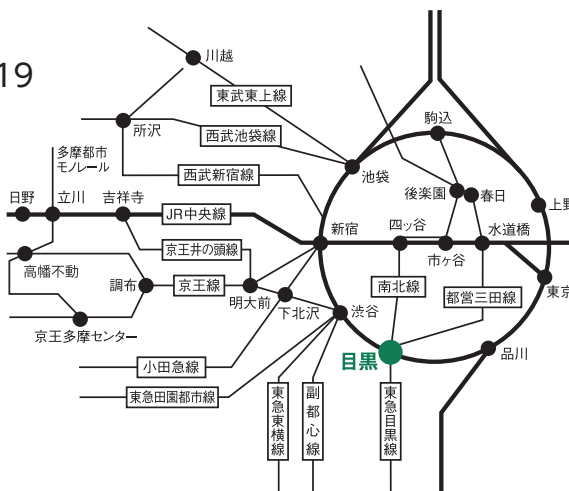 19
川越
東武東上線
駒込
所沢
西武池袋線
多摩都市
モノレール
西武新宿線
池袋
後楽園
春日
上野
日野
立川
吉祥寺
JR中央線
新宿
四ッ谷
水道橋
京王井の頭線
市ヶ谷
高幡不動
調布
京王線
明大前
下北沢
南北線
都営三田線
東京
渋谷
京王多摩センター
目黒
品川
小田急線
東急田園都市線
東急東横線
副都心線
東急目黒線